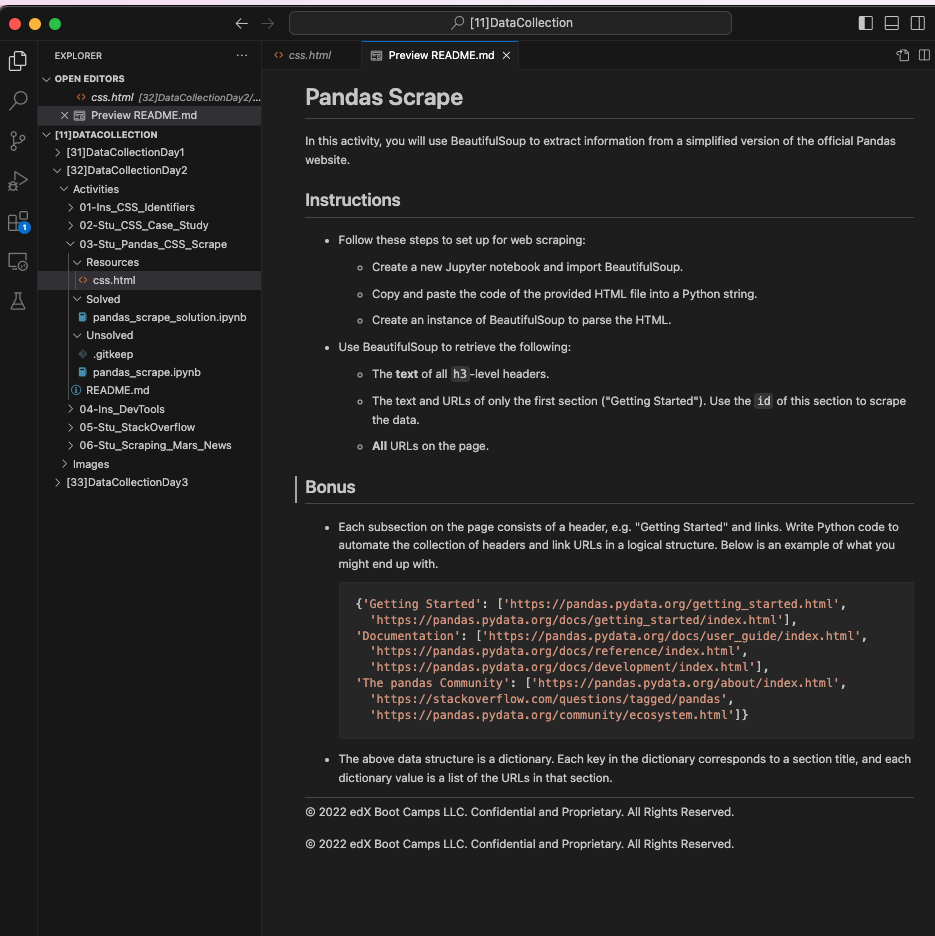 [11]DataCollection
EXPLORER
OPEN EDITORS
css.html [32]DataCollectionDay2/...
Preview README.md
[11]DATACOLLECTION
[31]DataCollectionDay1
[32]DataCollectionDay2
Activities
01-Ins_CSS_Identifiers
02-Stu_CSS_Case_Study
03-Stu_Pandas_CSS_Scrape
Resources
css.html
Solved
pandas_scrape_solution.ipynb
Unsolved
.gitkeep
pandas_scrape.ipynb
README.md
04-Ins_DevTools
05-Stu_StackOverflow
06-Stu_Scraping_Mars_News
Images
[33]DataCollectionDay3
1
css.html
Preview README.md
Pandas Scrape
In this activity, you will use BeautifulSoup to extract information from a simplified version of the official Pandas
website.
Instructions
• Follow these steps to set up for web scraping:
◦ Create a new Jupyter notebook and import BeautifulSoup.
◦ Copy and paste the code of the provided HTML file into a Python string.
◦ Create an instance of BeautifulSoup to parse the HTML.
• Use BeautifulSoup to retrieve the following:
◦ The text of all h3-level headers.
◦ The text and URLs of only the first section ("Getting Started"). Use the id of this section to scrape
the data.
◦ All URLs on the page.
Bonus
• Each subsection on the page consists of a header, e.g. "Getting Started" and links. Write Python code to
automate the collection of headers and link URLs in a logical structure. Below is an example of what you
might end up with.
{'Getting Started': ['https://pandas.pydata.org/getting_started.html',
'https://pandas.pydata.org/docs/getting_started/index.html'],
'Documentation': ['https://pandas.pydata.org/docs/user_guide/index.html',
'https://pandas.pydata.org/docs/reference/index.html',
'https://pandas.pydata.org/docs/development/index.html'],
'The pandas Community': ['https://pandas.pydata.org/about/index.html',
'https://stackoverflow.com/questions/tagged/pandas',
'https://pandas.pydata.org/community/ecosystem.html']}
• The above data structure is a dictionary. Each key in the dictionary corresponds to a section title, and each
dictionary value is a list of the URLs in that section.
© 2022 edX Boot Camps LLC. Confidential and Proprietary. All Rights Reserved.
© 2022 edX Boot Camps LLC. Confidential and Proprietary. All Rights Reserved.